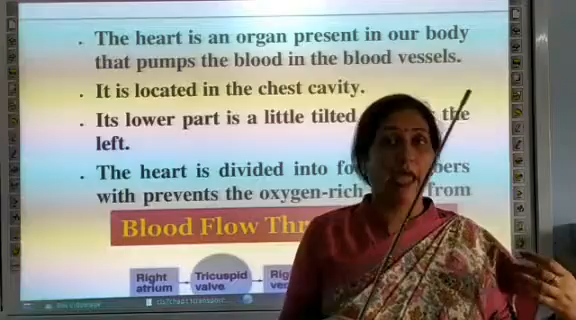 . The heart is an organ present in our body
that pumps the blood in the blood vessels.
. It is located in the chest cavity.
. Its lower part is a little tilted the
left.
. The heart is divided into
with prevents the oxygen-rich from
Blood Flow
Right Tricuspid
atrium valve